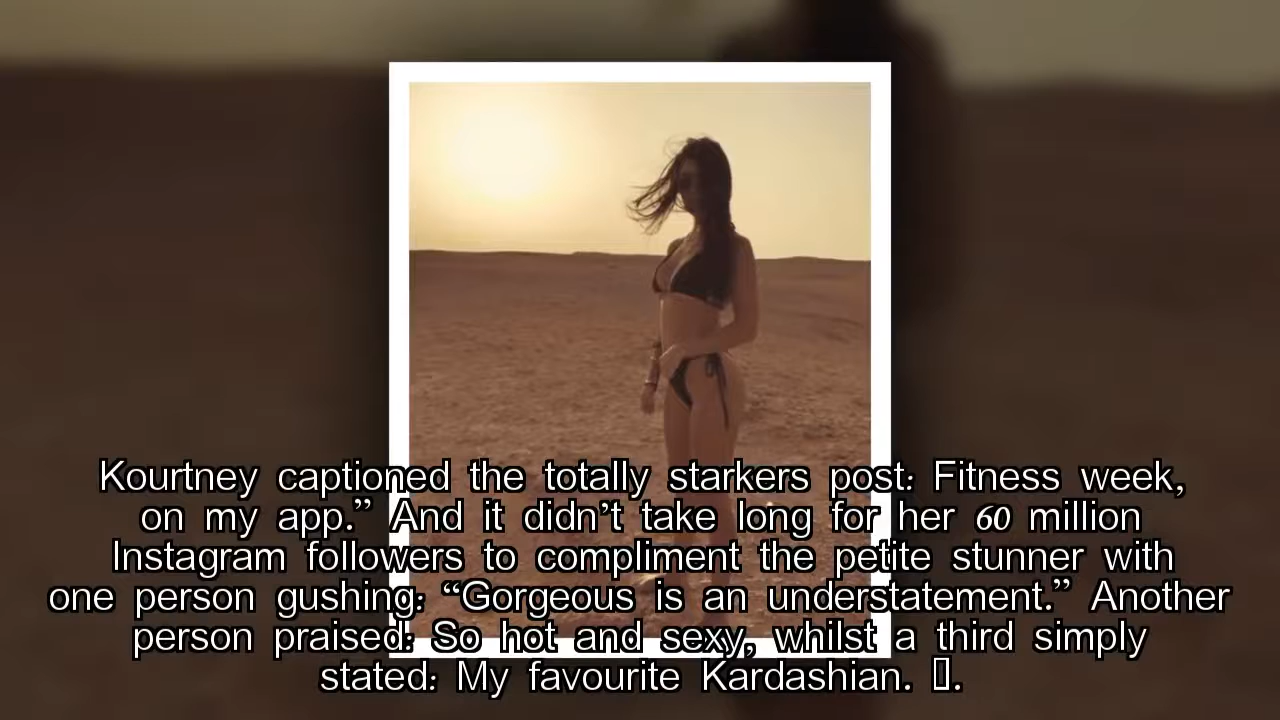 Kourtney captioned the totally starkers post: Fitness week,
on my app.” And it didn’t take long for her 60 million
Instagram followers to compliment the petite stunner with
one person gushing: “Gorgeous is an understatement.” Another
person praised: So hot and sexy, whilst a third simply
stated: My favourite Kardashian. .